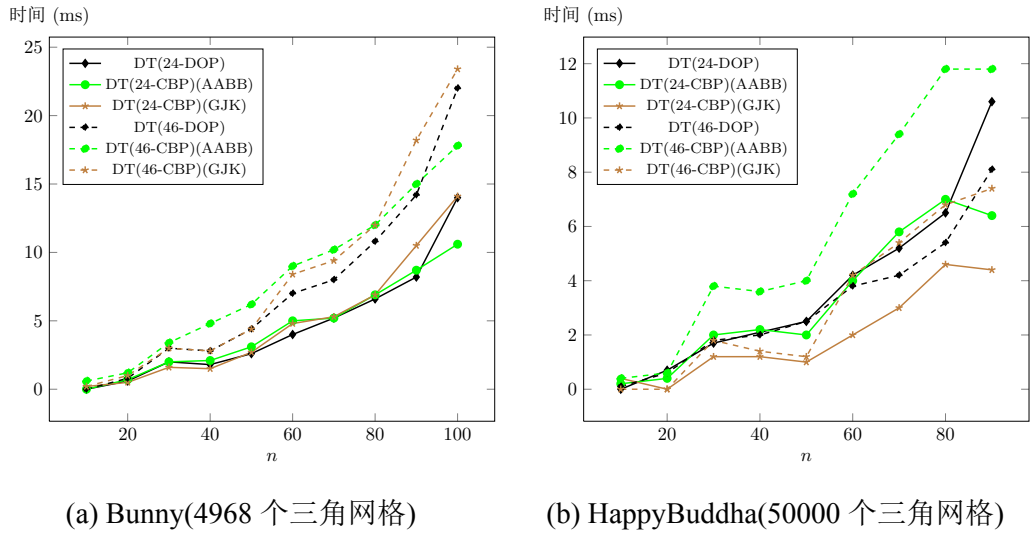 时间 (ms)
25
20
15
10
5
0
DT(24-DOP)
DT(24-CBP)(AABB)
DT(24-CBP)(GJK)
DT(46-DOP)
DT(46-CBP)(AABB)
DT(46-CBP)(GJK)
20 40 60 80 100
n
(a) Bunny(4968 个三角网格)
时间 (ms)
12
10
8
6
4
2
0
DT(24-DOP)
DT(24-CBP)(AABB)
DT(24-CBP)(GJK)
DT(46-DOP)
DT(46-CBP)(AABB)
DT(46-CBP)(GJK)
20 40 60 80
n
(b) HappyBuddha(50000 个三角网格)